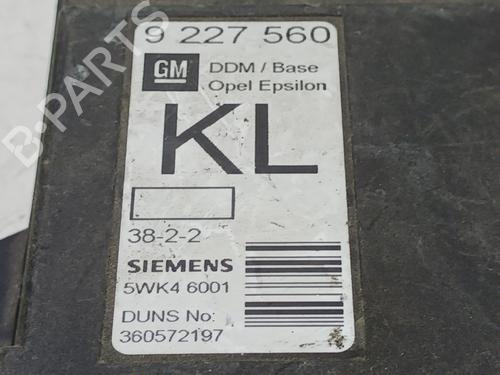 9 227 560
GM
DDM / Base
Opel Epsilon
KL
38-2-2
SIEMENS
5WK4 6001
DUNS No:
360572197
B-PARTS